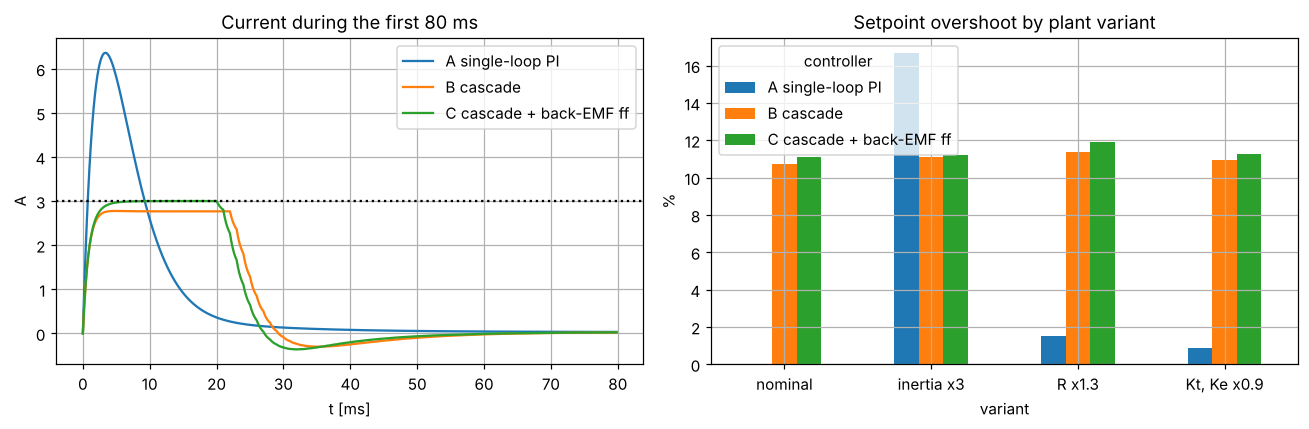 Current during the first 80 ms
A
6
5
4
3
2
1
0
A single-loop PI
B cascade
C cascade + back-EMF ff
0 10 20 30 40 50 60 70 80
t [ms]
Setpoint overshoot by plant variant
%
16
14
12
10
8
6
4
2
0
controller
A single-loop PI
B cascade
C cascade + back-EMF ff
nominal inertia x3 R x1.3 Kt, Ke x0.9
variant